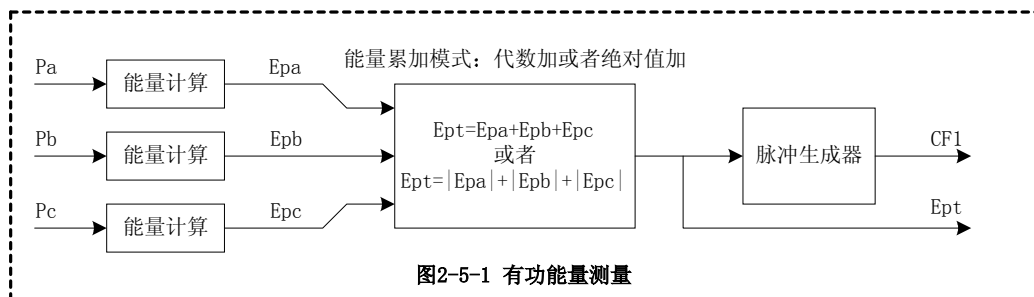 能量累加模式：代数加或者绝对值加
Pa
能量计算
Epa
Pb
能量计算
Epb
Pc
能量计算
Epc
Ept=Epa+Epb+Epc
或者
Ept=|Epa|+|Epb|+|Epc|
脉冲生成器
CF1
Ept
图2-5-1 有功能量测量